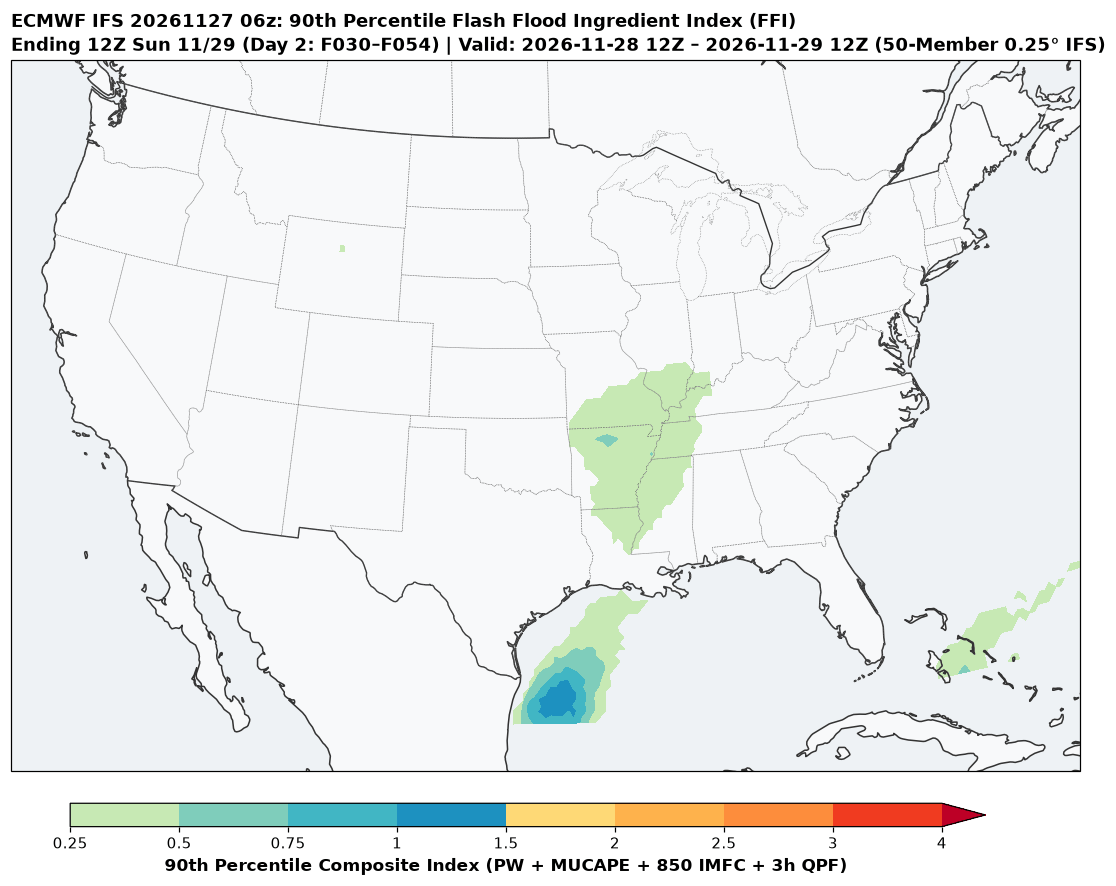 ECMWF IFS 20261127 06z: 90th Percentile Flash Flood Ingredient Index (FFI)
Ending 12Z Sun 11/29 (Day 2: F030–F054) | Valid: 2026-11-28 12Z – 2026-11-29 12Z (50-Member 0.25° IFS)
0.25 0.5 0.75 1 1.5 2 2.5 3 4
90th Percentile Composite Index (PW + MUCAPE + 850 IMFC + 3h QPF)